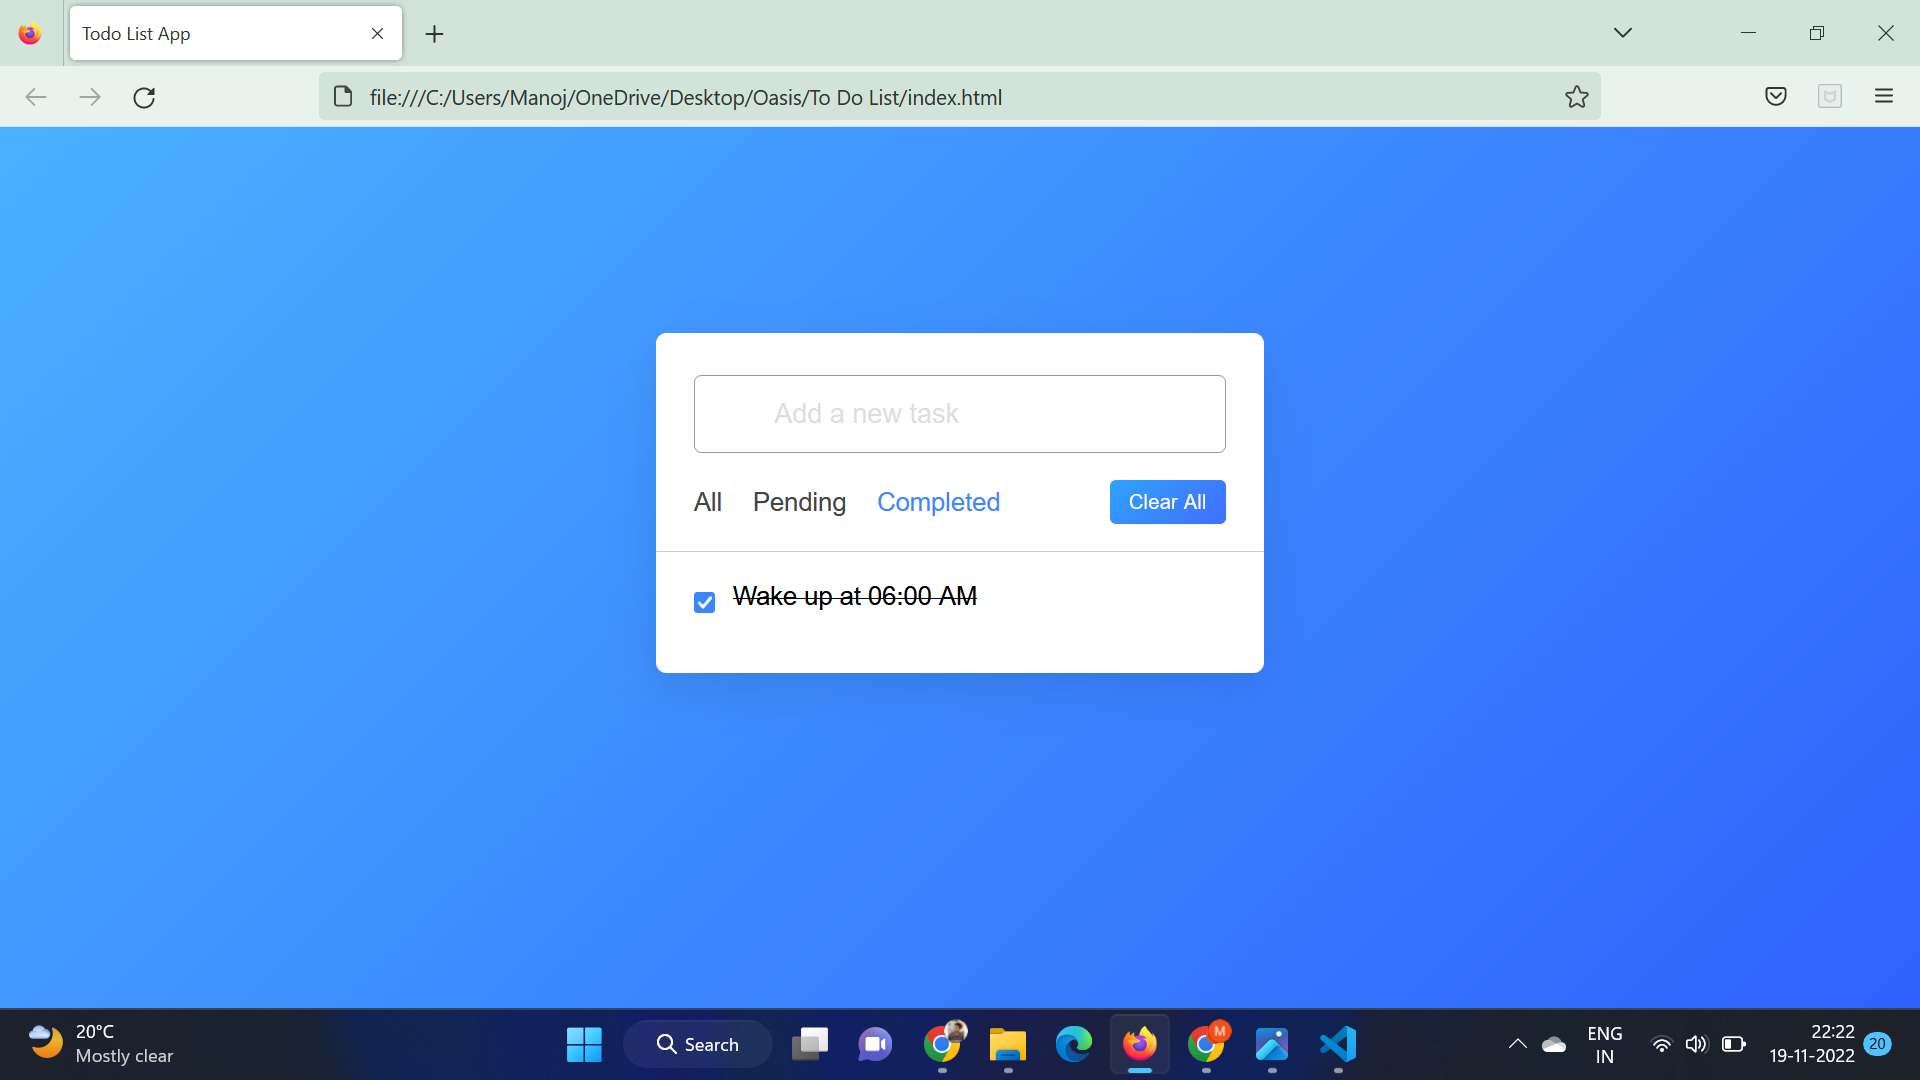 Todo List App
file:///C:/Users/Manoj/OneDrive/Desktop/Oasis/To Do List/index.html
Add a new task
All Pending Completed Clear All
Wake up at 06:00 AM
20°C
Mostly clear
Search
M
ENG
IN
22:22
19-11-2022
20